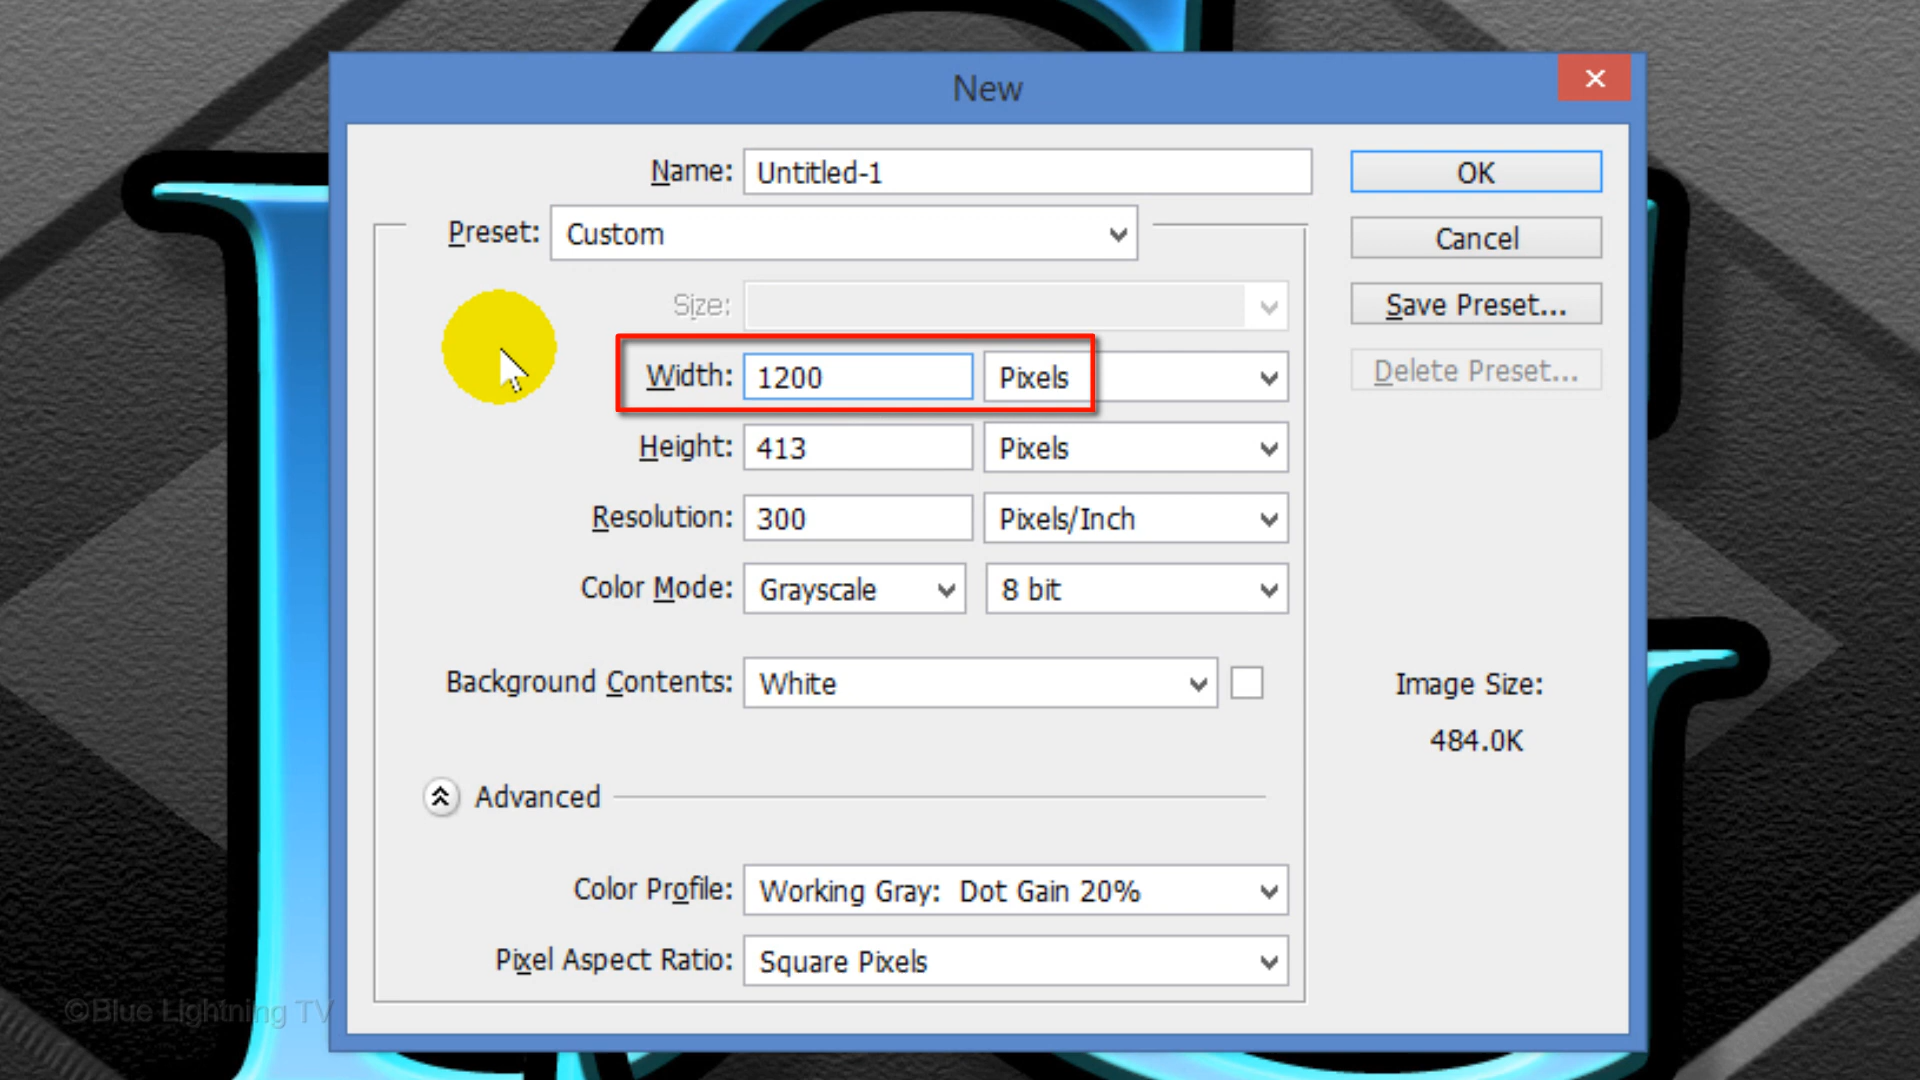 New
Name: Untitled-1
OK
Preset: Custom
Cancel
Size:
Save Preset...
Width: 1200 Pixels
Delete Preset...
Height: 413 Pixels
Resolution: 300 Pixels/Inch
Color Mode: Grayscale 8 bit
Background Contents: White
Image Size:
484.0K
Advanced
Color Profile: Working Gray: Dot Gain 20%
Pixel Aspect Ratio: Square Pixels
©Blue Lightning TV